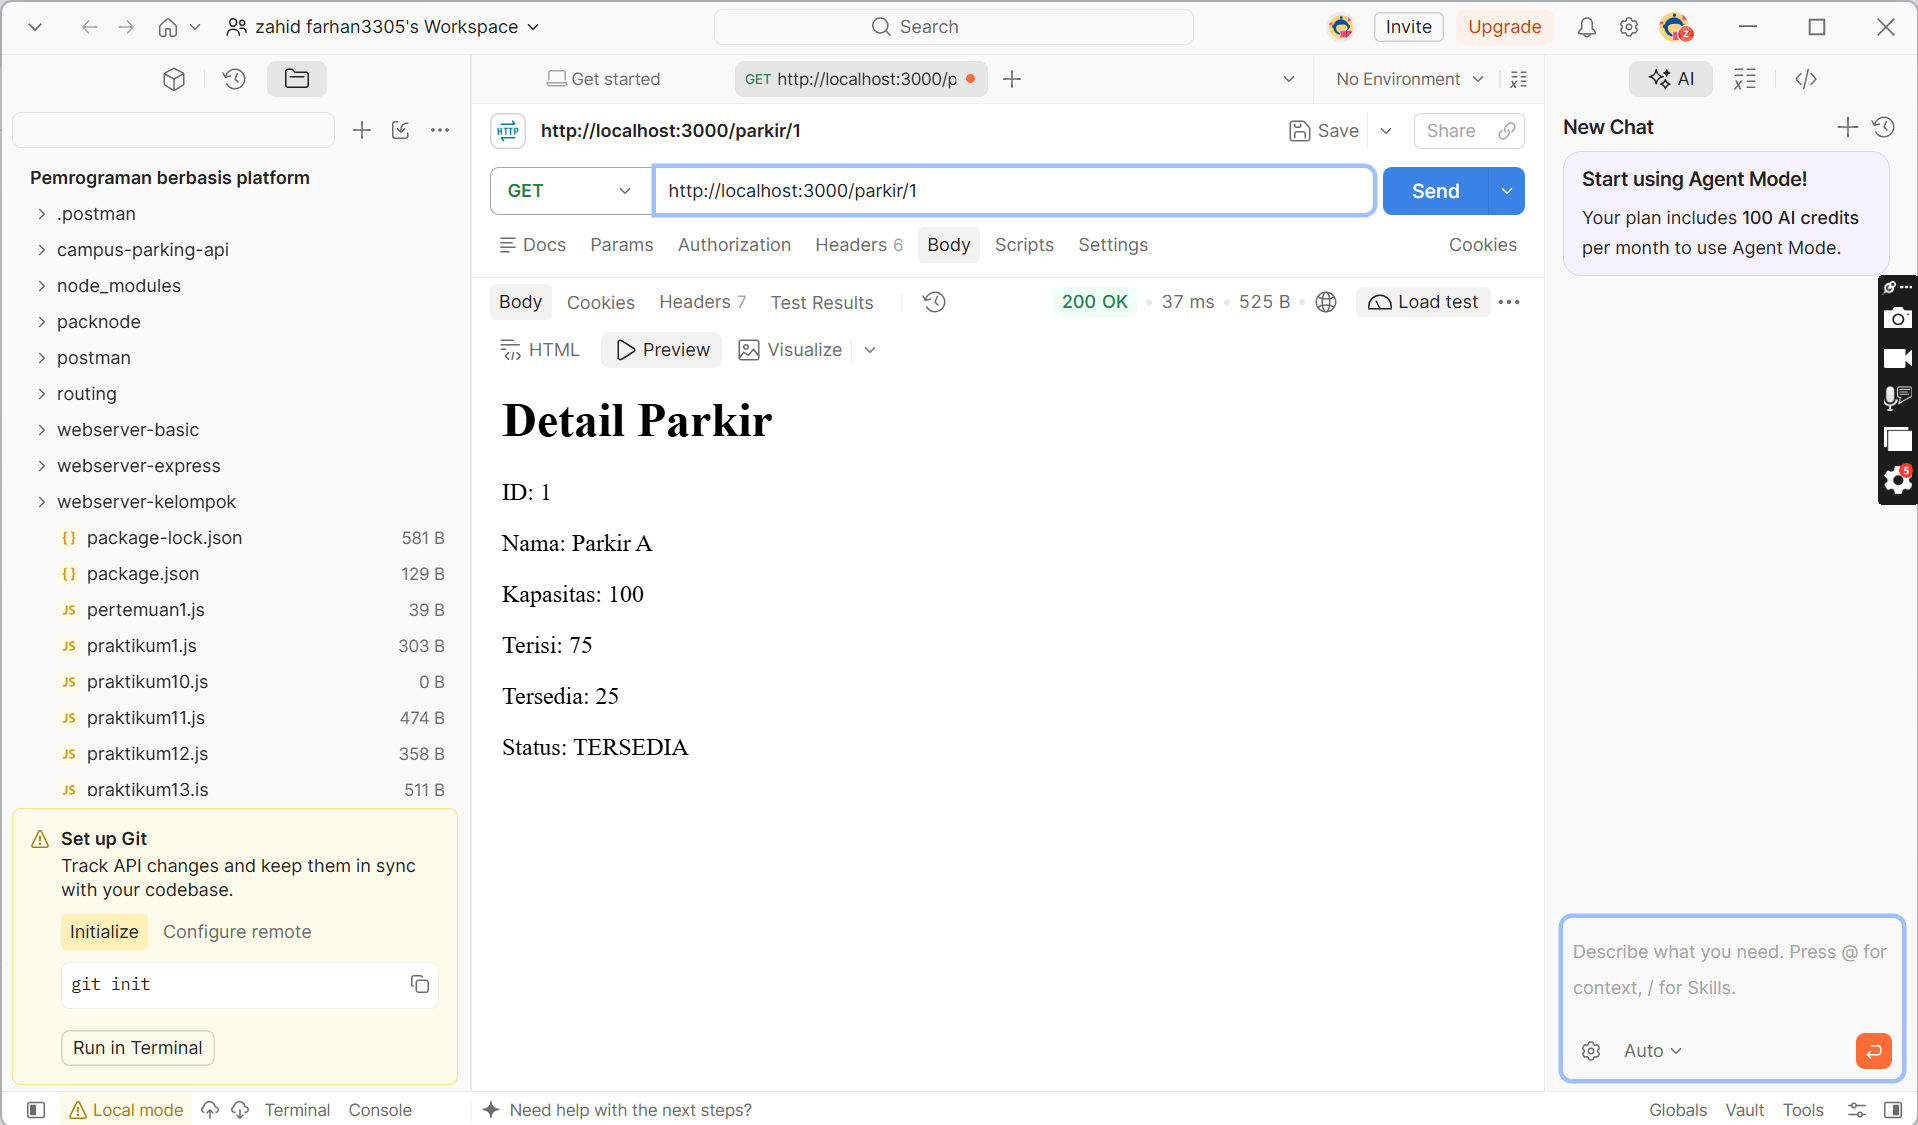 zahid farhan3305's Workspace
Search
Invite
Upgrade
Z
Get started
GET http://localhost:3000/p
No Environment
AI
Pemrograman berbasis platform
.postman
campus-parking-api
node_modules
packnode
postman
routing
webserver-basic
webserver-express
webserver-kelompok
package-lock.json 581 B
package.json 129 B
pertemuan1.js 39 B
praktikum1.js 303 B
praktikum10.js 0 B
praktikum11.js 474 B
praktikum12.js 358 B
praktikum13.js 511 B
Set up Git
Track API changes and keep them in sync
with your codebase.
Initialize Configure remote
git init
Run in Terminal
HTTP http://localhost:3000/parkir/1
Save
Share
GET http://localhost:3000/parkir/1
Send
Docs Params Authorization Headers 6 Body Scripts Settings Cookies
Body Cookies Headers 7 Test Results 200 OK 37 ms 525 B Load test
HTML Preview Visualize
Detail Parkir
ID: 1
Nama: Parkir A
Kapasitas: 100
Terisi: 75
Tersedia: 25
Status: TERSEDIA
New Chat
Start using Agent Mode!
Your plan includes 100 AI credits
per month to use Agent Mode.
5
Describe what you need. Press @ for
context, / for Skills.
Auto
Local mode Terminal Console
Need help with the next steps?
Globals Vault Tools